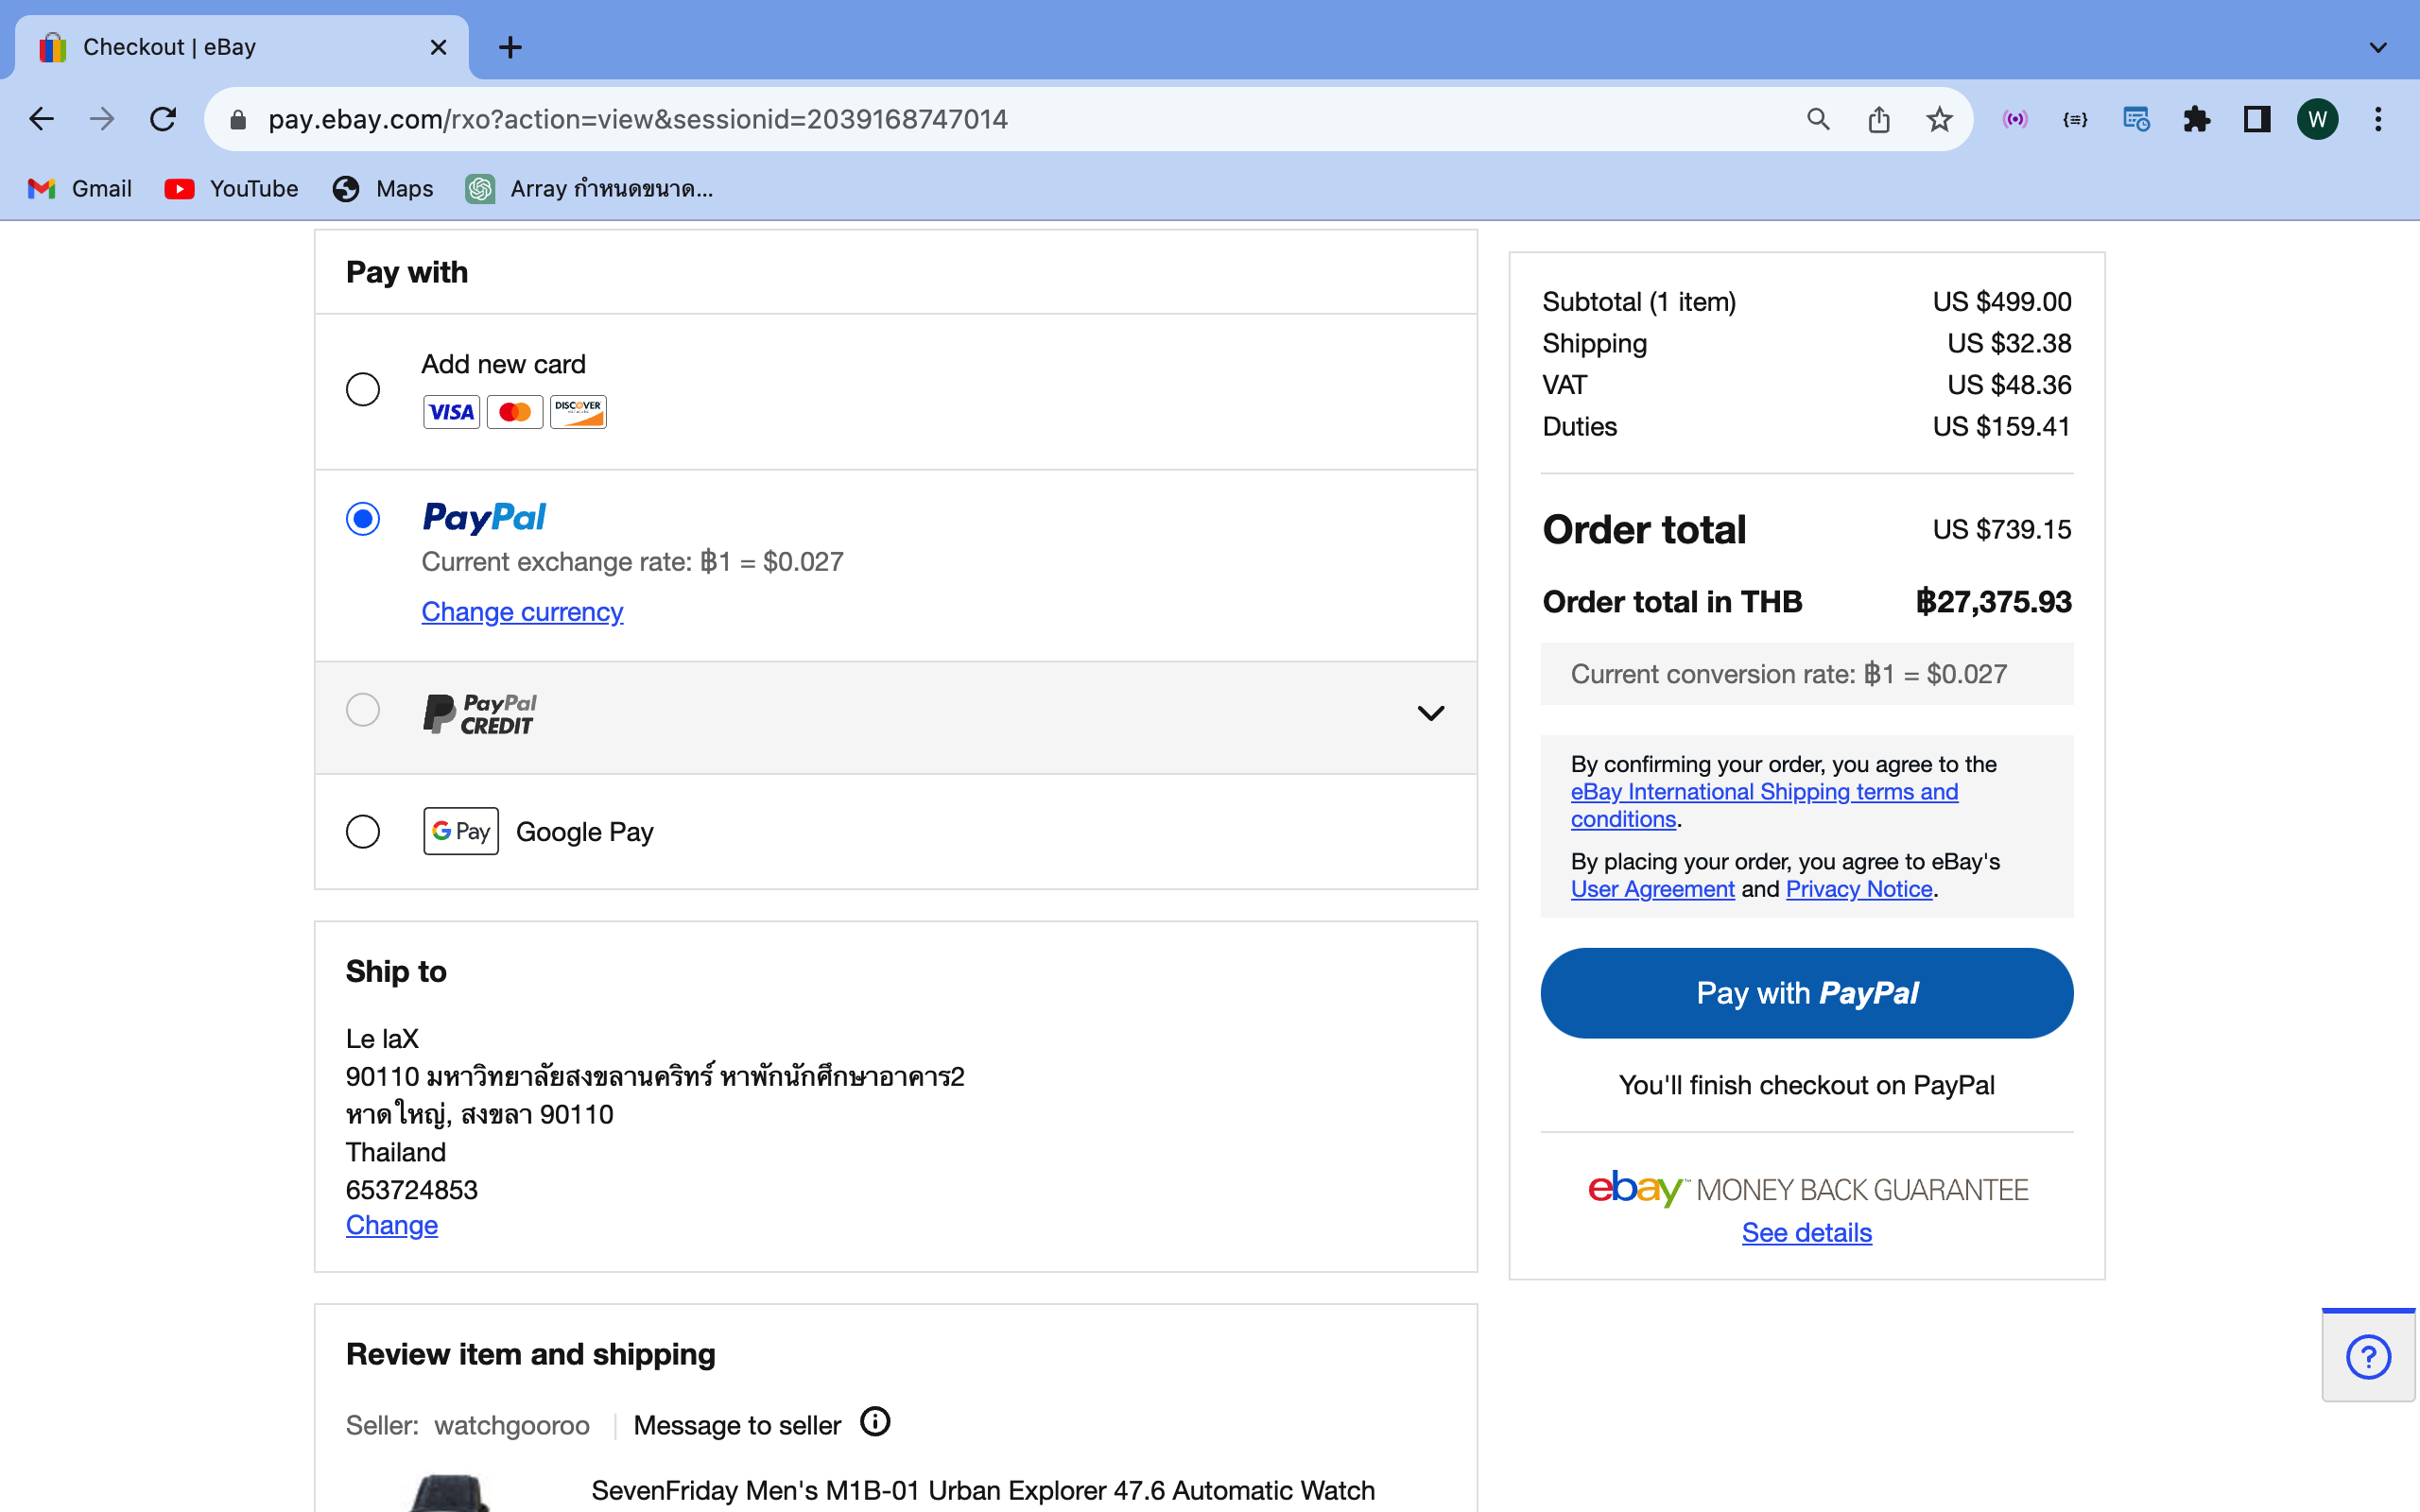 Checkout | eBay
pay.ebay.com/rxo?action=view&sessionid=2039168747014
W
Gmail
YouTube
Maps
Array กำหนดขนาด...
Pay with
Add new card
VISA
DISCOVER
PayPal
Current exchange rate: ฿1 = $0.027
Change currency
PayPal
CREDIT
G Pay
Google Pay
Ship to
Le laX
90110 มหาวิทยาลัยสงขลานคริทร์ หาพักนักศึกษาอาคาร2
หาดใหญ่, สงขลา 90110
Thailand
653724853
Change
Review item and shipping
Seller: watchgooroo
Message to seller
SevenFriday Men's M1B-01 Urban Explorer 47.6 Automatic Watch
Subtotal (1 item) US $499.00
Shipping US $32.38
VAT US $48.36
Duties US $159.41
Order total US $739.15
Order total in THB ฿27,375.93
Current conversion rate: ฿1 = $0.027
By confirming your order, you agree to the
eBay International Shipping terms and
conditions.
By placing your order, you agree to eBay's
User Agreement and Privacy Notice.
Pay with PayPal
You'll finish checkout on PayPal
ebay™ MONEY BACK GUARANTEE
See details